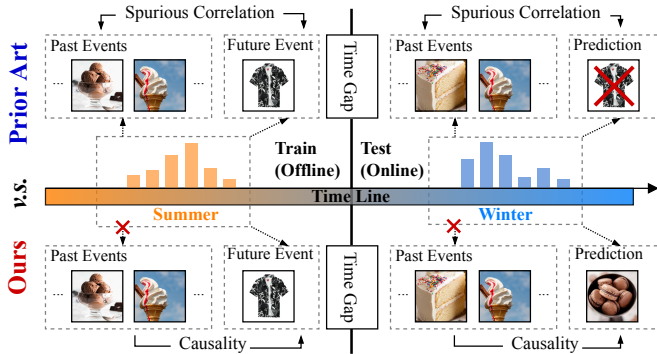 Spurious Correlation
Spurious Correlation
Past Events
Future Event
Past Events
Prediction
...
...
...
...
Prior Art
Time Gap
Train
(Offline)
Test
(Online)
v.s.
Time Line
Summer
Winter
Past Events
Future Event
Past Events
Prediction
...
...
...
...
Ours
Time Gap
Causality
Causality